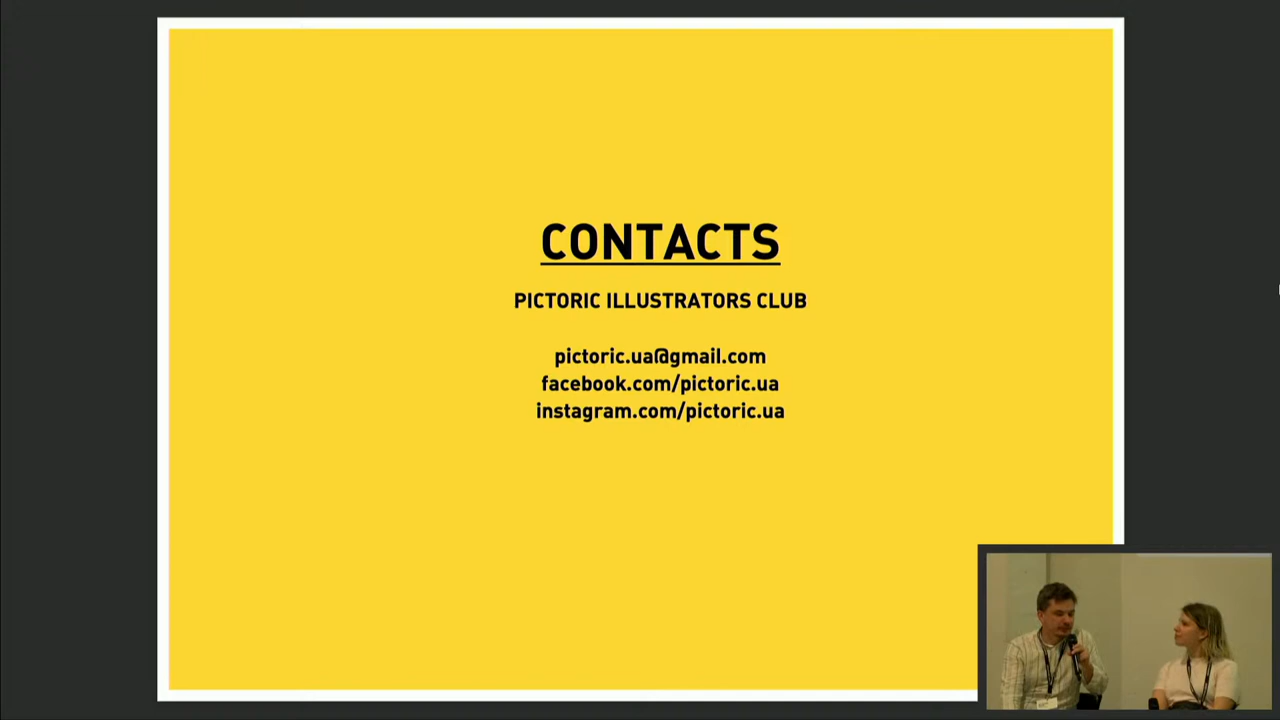 CONTACTS
PICTORIC ILLUSTRATORS CLUB
pictoric.ua@gmail.com
facebook.com/pictoric.ua
instagram.com/pictoric.ua